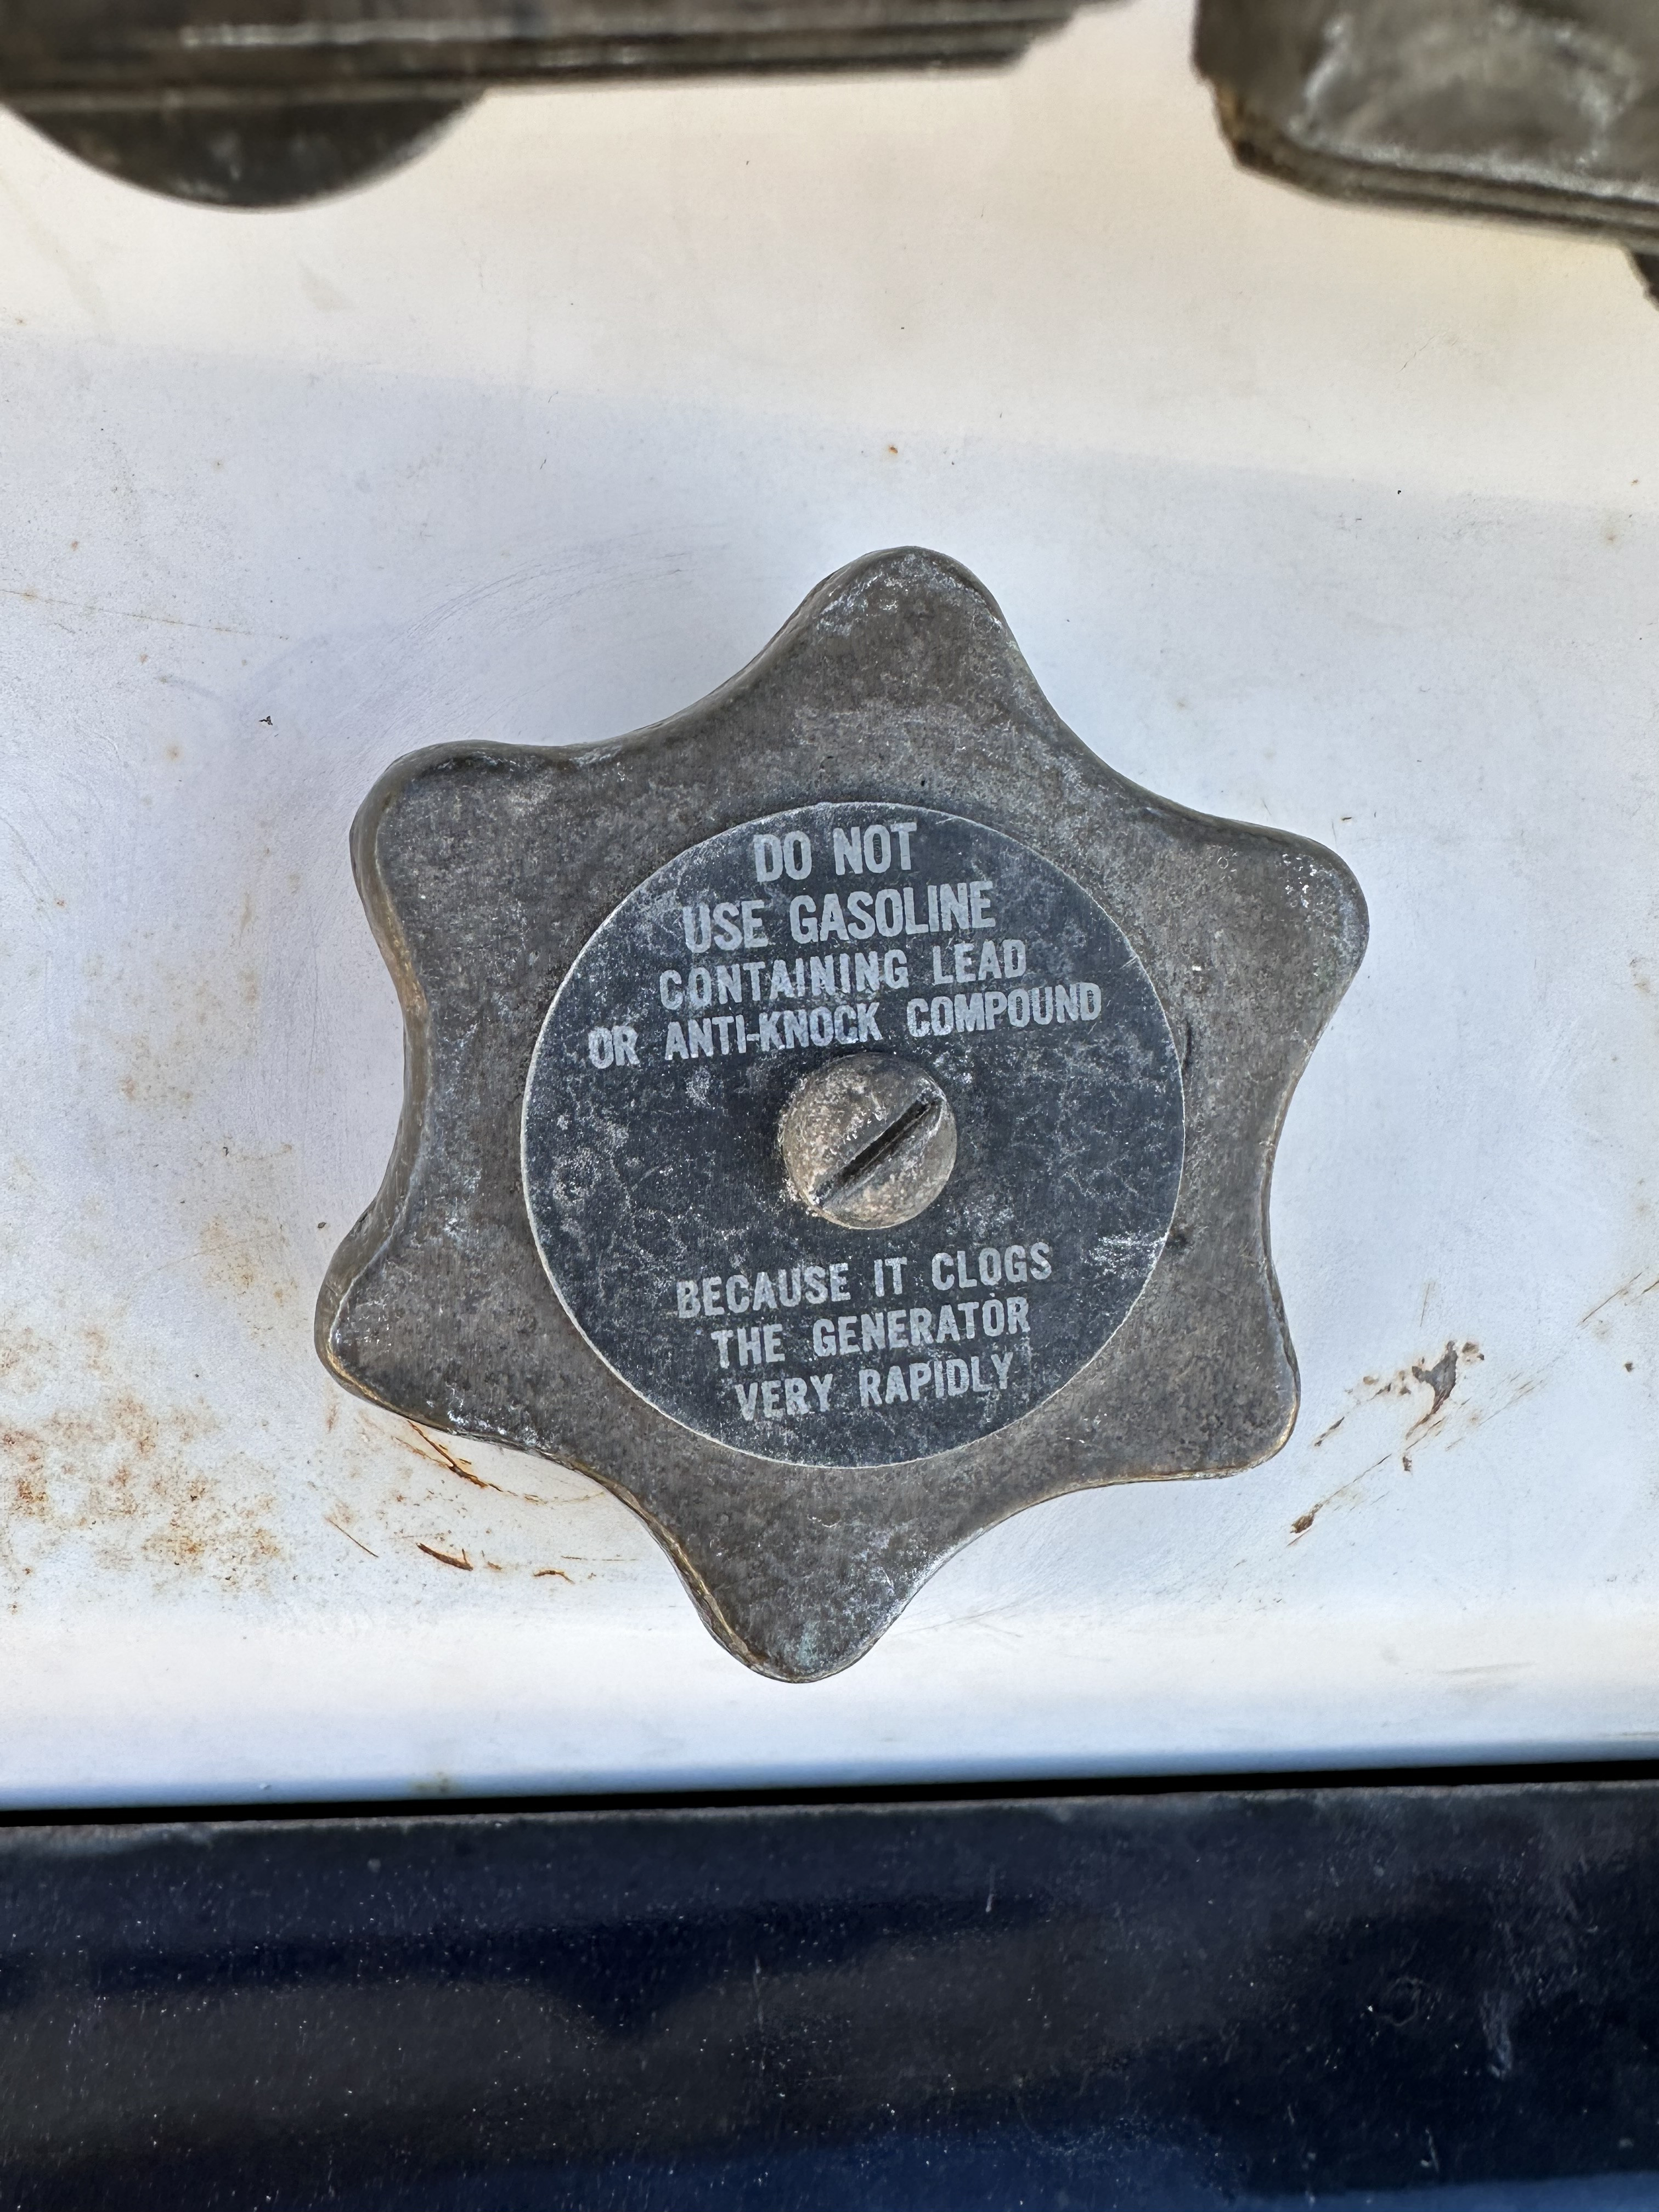 DO NOT
USE GASOLINE
CONTAINING LEAD
OR ANTI-KNOCK COMPOUND
BECAUSE IT CLOGS
THE GENERATOR
VERY RAPIDLY